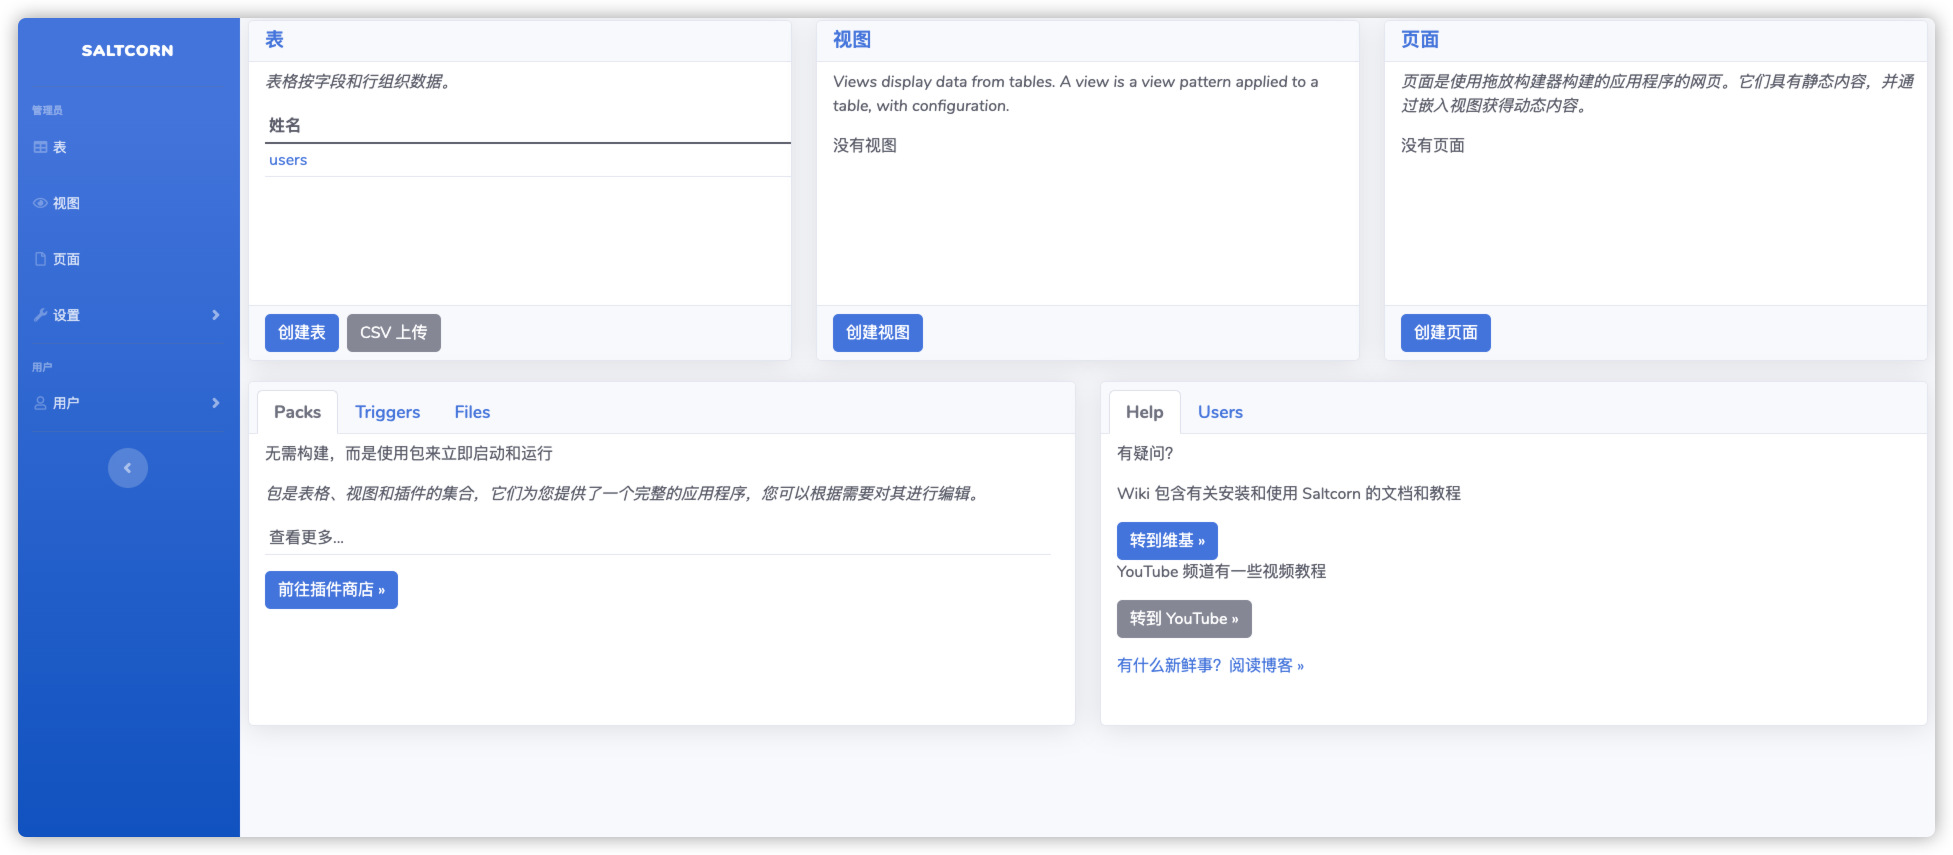 SALTCORN
管理员
表
视图
页面
设置
用户
用户
表
表格按字段和行组织数据。
姓名
users
创建表
CSV 上传
视图
Views display data from tables. A view is a view pattern applied to a
table, with configuration.
没有视图
创建视图
页面
页面是使用拖放构建器构建的应用程序的网页。它们具有静态内容，并通
过嵌入视图获得动态内容。
没有页面
创建页面
Packs Triggers Files
无需构建，而是使用包来立即启动和运行
包是表格、视图和插件的集合，它们为您提供了一个完整的应用程序，您可以根据需要对其进行编辑。
查看更多...
前往插件商店 »
Help Users
有疑问？
Wiki 包含有关安装和使用 Saltcorn 的文档和教程
转到维基 »
YouTube 频道有一些视频教程
转到 YouTube »
有什么新鲜事？阅读博客 »